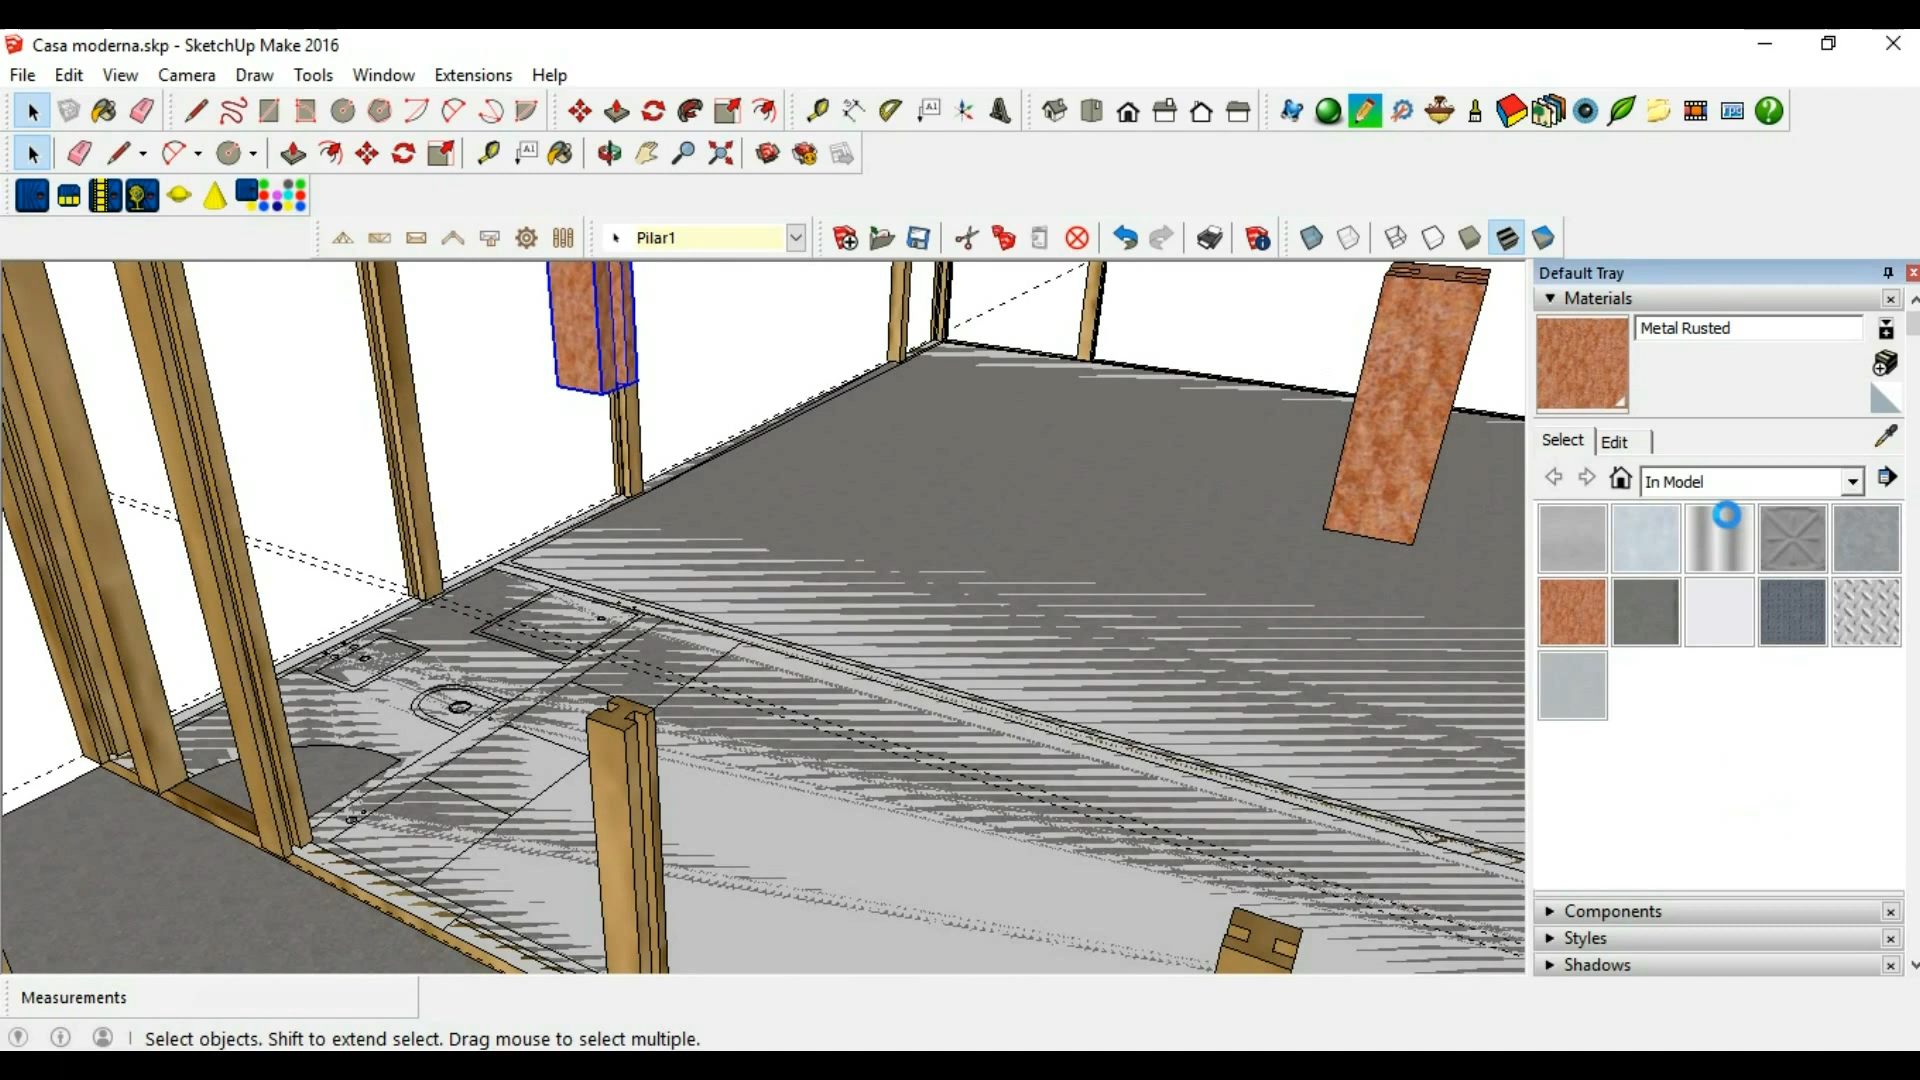 Casa moderna.skp - SketchUp Make 2016
File Edit View Camera Draw Tools Window Extensions Help
A1
A1
Pilar1
Default Tray
Materials
Metal Rusted
Select Edit
In Model
Components
Styles
Shadows
Measurements
Select objects. Shift to extend select. Drag mouse to select multiple.